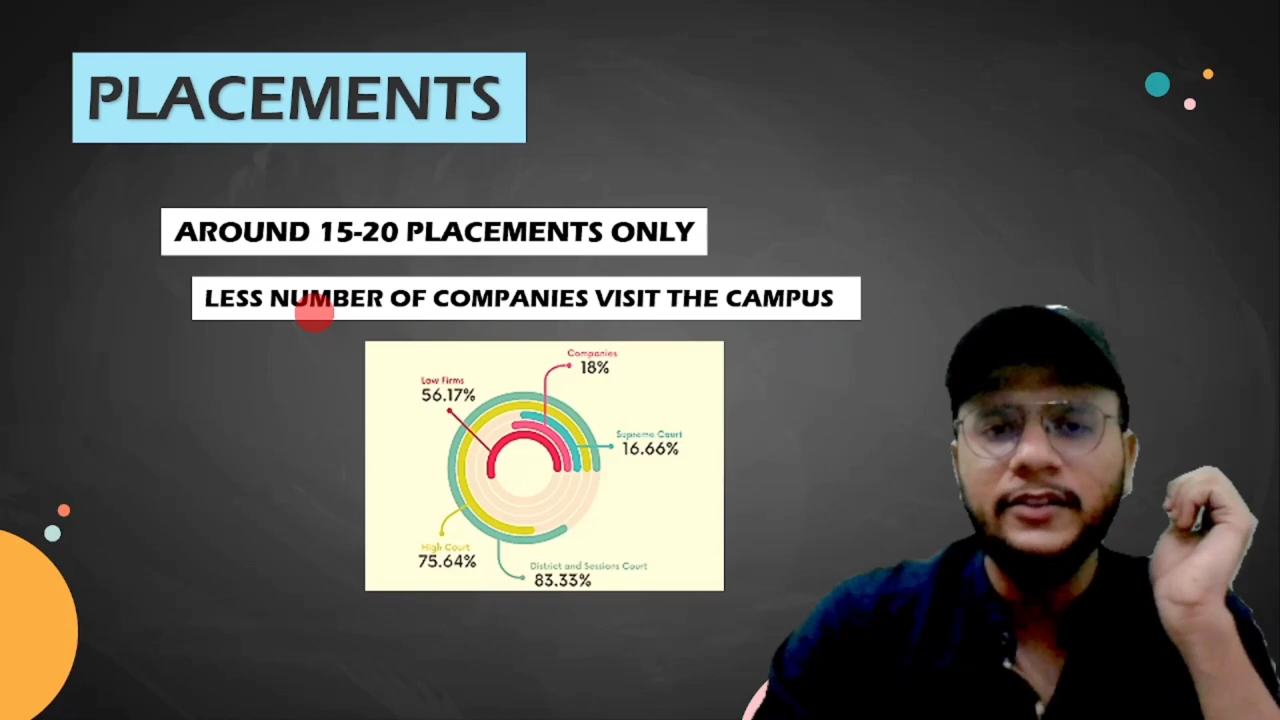 PLACEMENTS
AROUND 15-20 PLACEMENTS ONLY
LESS NUMBER OF COMPANIES VISIT THE CAMPUS
Companies
18%
Law Firms
56.17%
Supreme Court
16.66%
High Court
75.64%
District and Sessions Court
83.33%